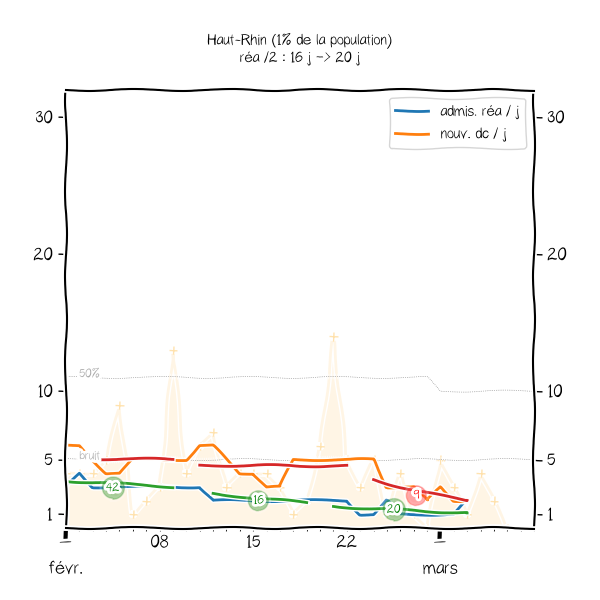 Haut-Rhin (1% de la population)
réa /2 : 16 j -> 20 j
admis. réa / j
nouv. dc / j
30
30
20
20
50%
10
10
bruit
5
5
42
16
20
9
1
1
08
15
22
févr.
mars